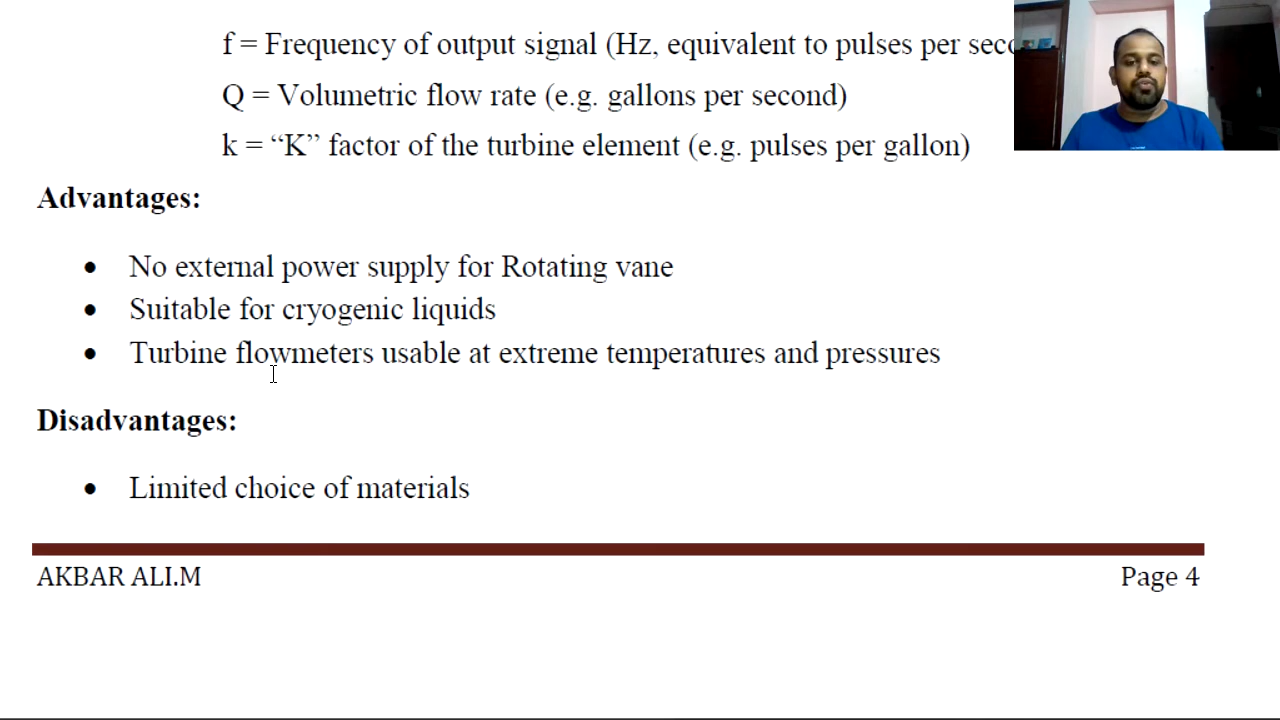 f = Frequency of output signal (Hz, equivalent to pulses per
Q = Volumetric flow rate (e.g. gallons per second)
k = “K” factor of the turbine element (e.g. pulses per gallon)
Advantages:
• No external power supply for Rotating vane
• Suitable for cryogenic liquids
• Turbine flowmeters usable at extreme temperatures and pressures
Disadvantages:
• Limited choice of materials
AKBAR ALI.M
Page 4